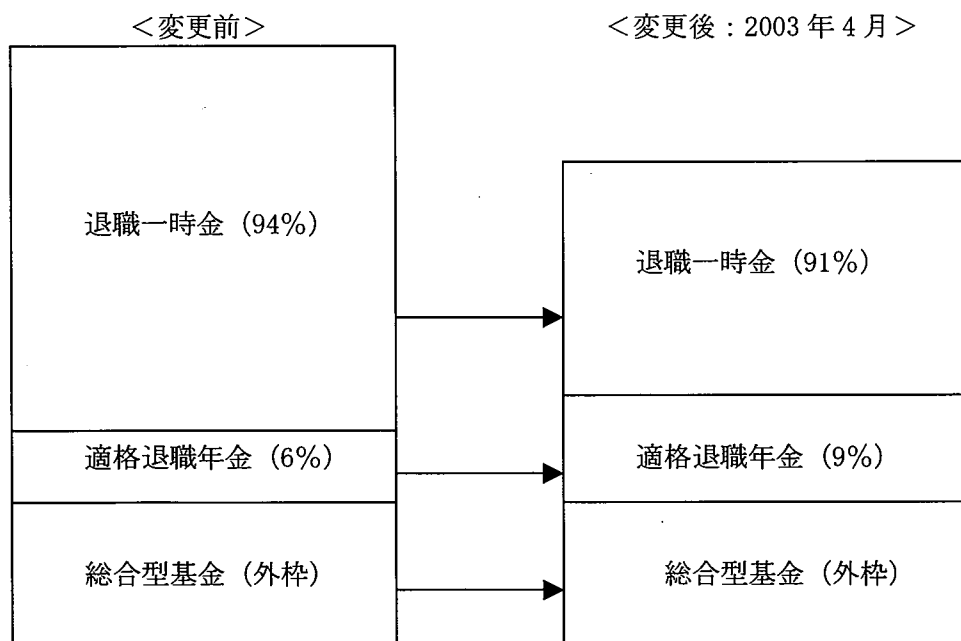 <変更前>
<変更後：2003年4月>
退職一時金（94%）
退職一時金（91%）
適格退職年金（6%）
適格退職年金（9%）
総合型基金（外枠）
総合型基金（外枠）